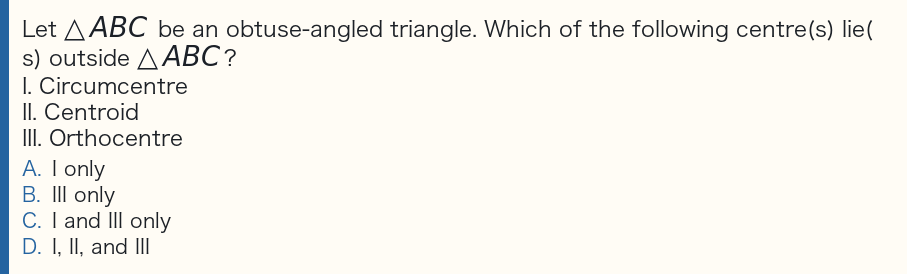 Let △ABC be an obtuse-angled triangle. Which of the following centre(s) lie(
s) outside △ABC?
I. Circumcentre
II. Centroid
III. Orthocentre
A. I only
B. III only
C. I and III only
D. I, II, and III